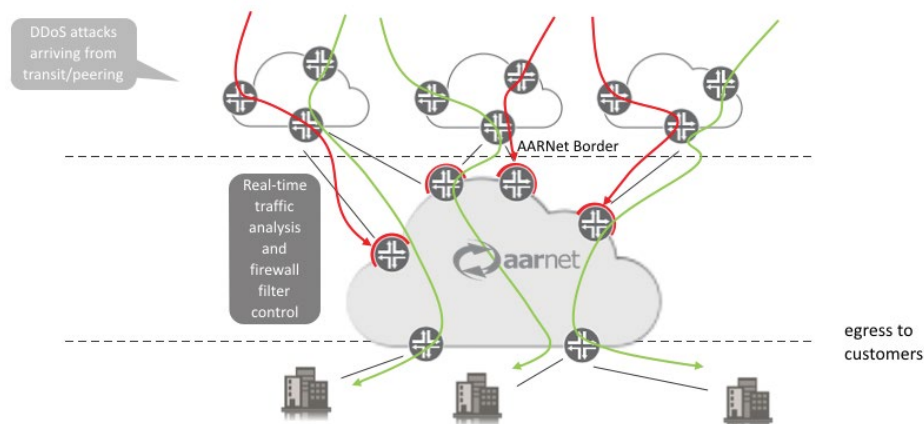 DDoS attacks
arriving from
transit/peering
AARNet Border
Real-time
traffic
analysis
and
firewall
filter
control
aarnet
egress to
customers